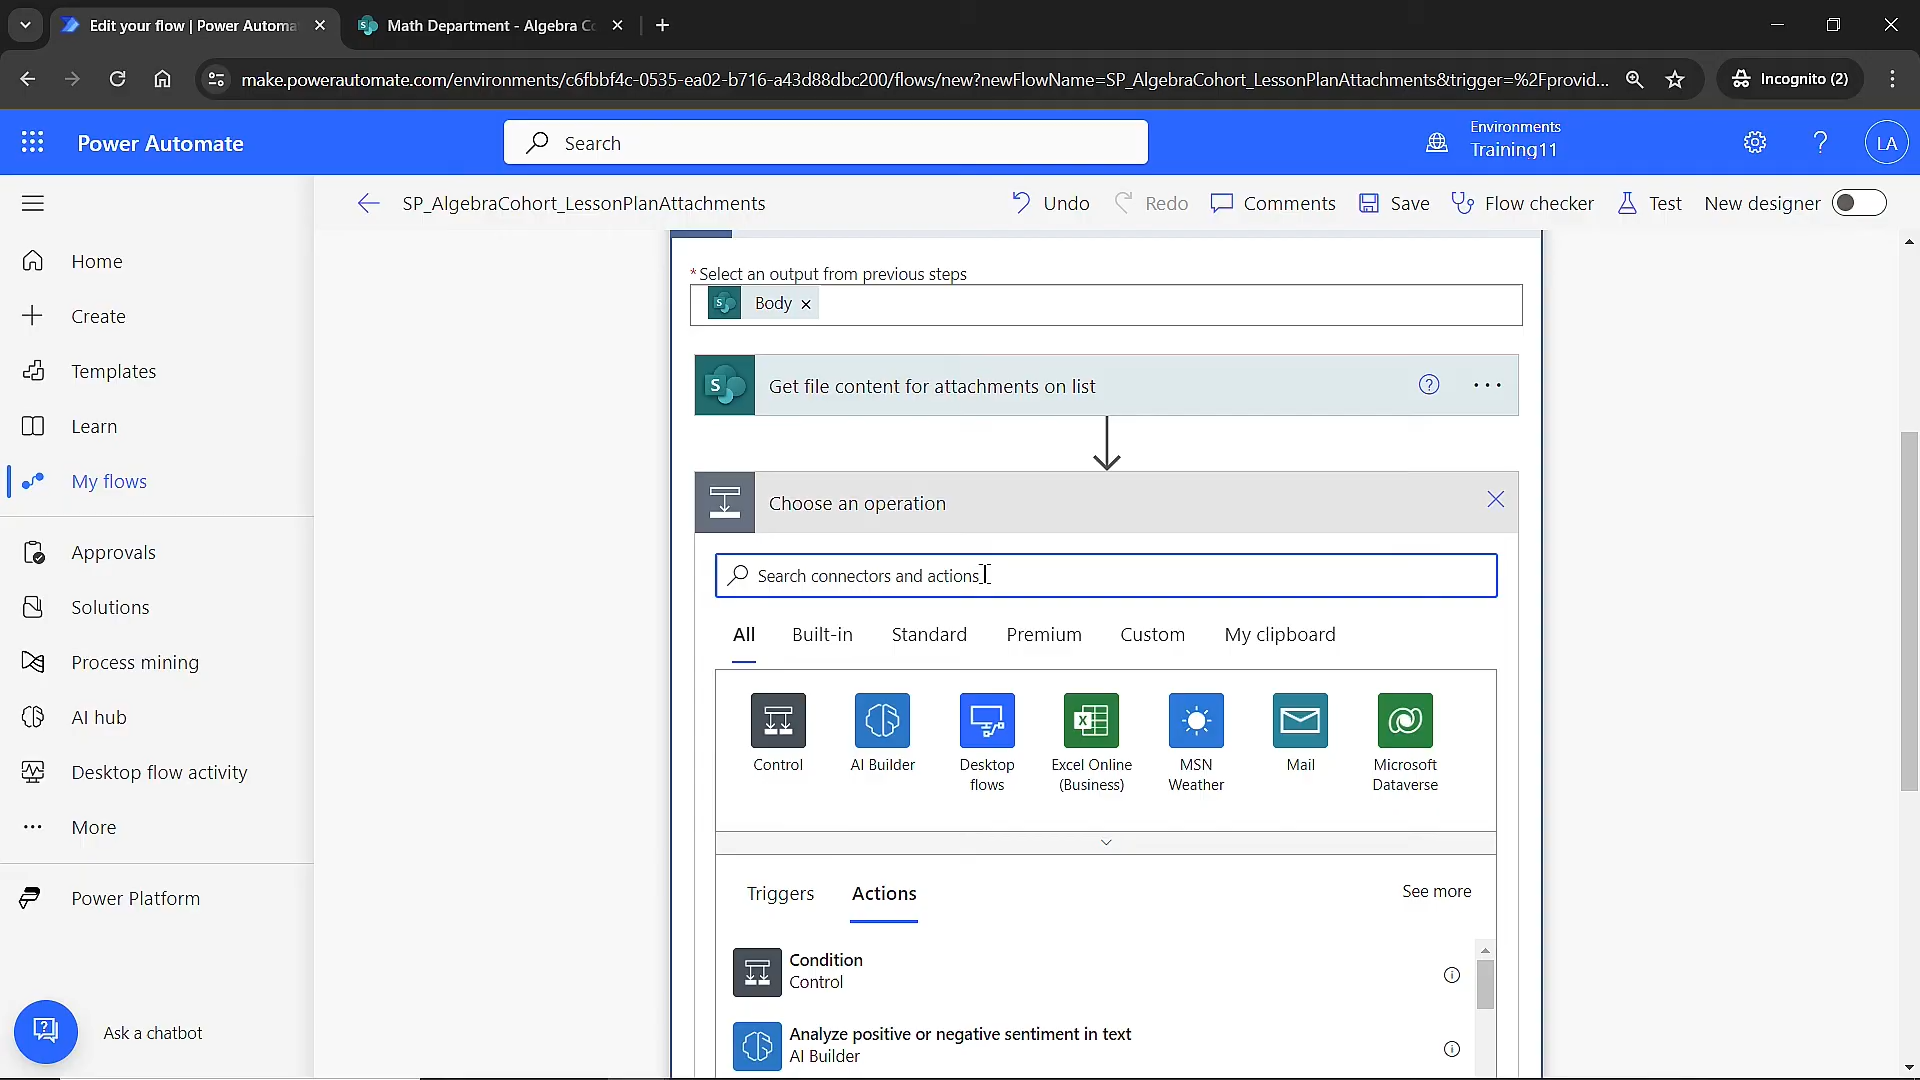 Edit your flow | Power Automa
Math Department - Algebra Co
make.powerautomate.com/environments/c6fbbf4c-0535-ea02-b716-a43d88dbc200/flows/new?newFlowName=SP_AlgebraCohort_LessonPlanAttachments&trigger=%2Fprovid...
Incognito (2)
Power Automate
Search
Environments
Training11
LA
SP_AlgebraCohort_LessonPlanAttachments
Undo
Redo
Comments
Save
Flow checker
Test
New designer
Home
Create
Templates
Learn
My flows
Approvals
Solutions
Process mining
AI hub
Desktop flow activity
More
Power Platform
Ask a chatbot
* Select an output from previous steps
Body
Get file content for attachments on list
Choose an operation
Search connectors and actions
All Built-in Standard Premium Custom My clipboard
Control
AI Builder
Desktop
flows
Excel Online
(Business)
MSN
Weather
Mail
Microsoft
Dataverse
Triggers Actions See more
Condition
Control
Analyze positive or negative sentiment in text
AI Builder